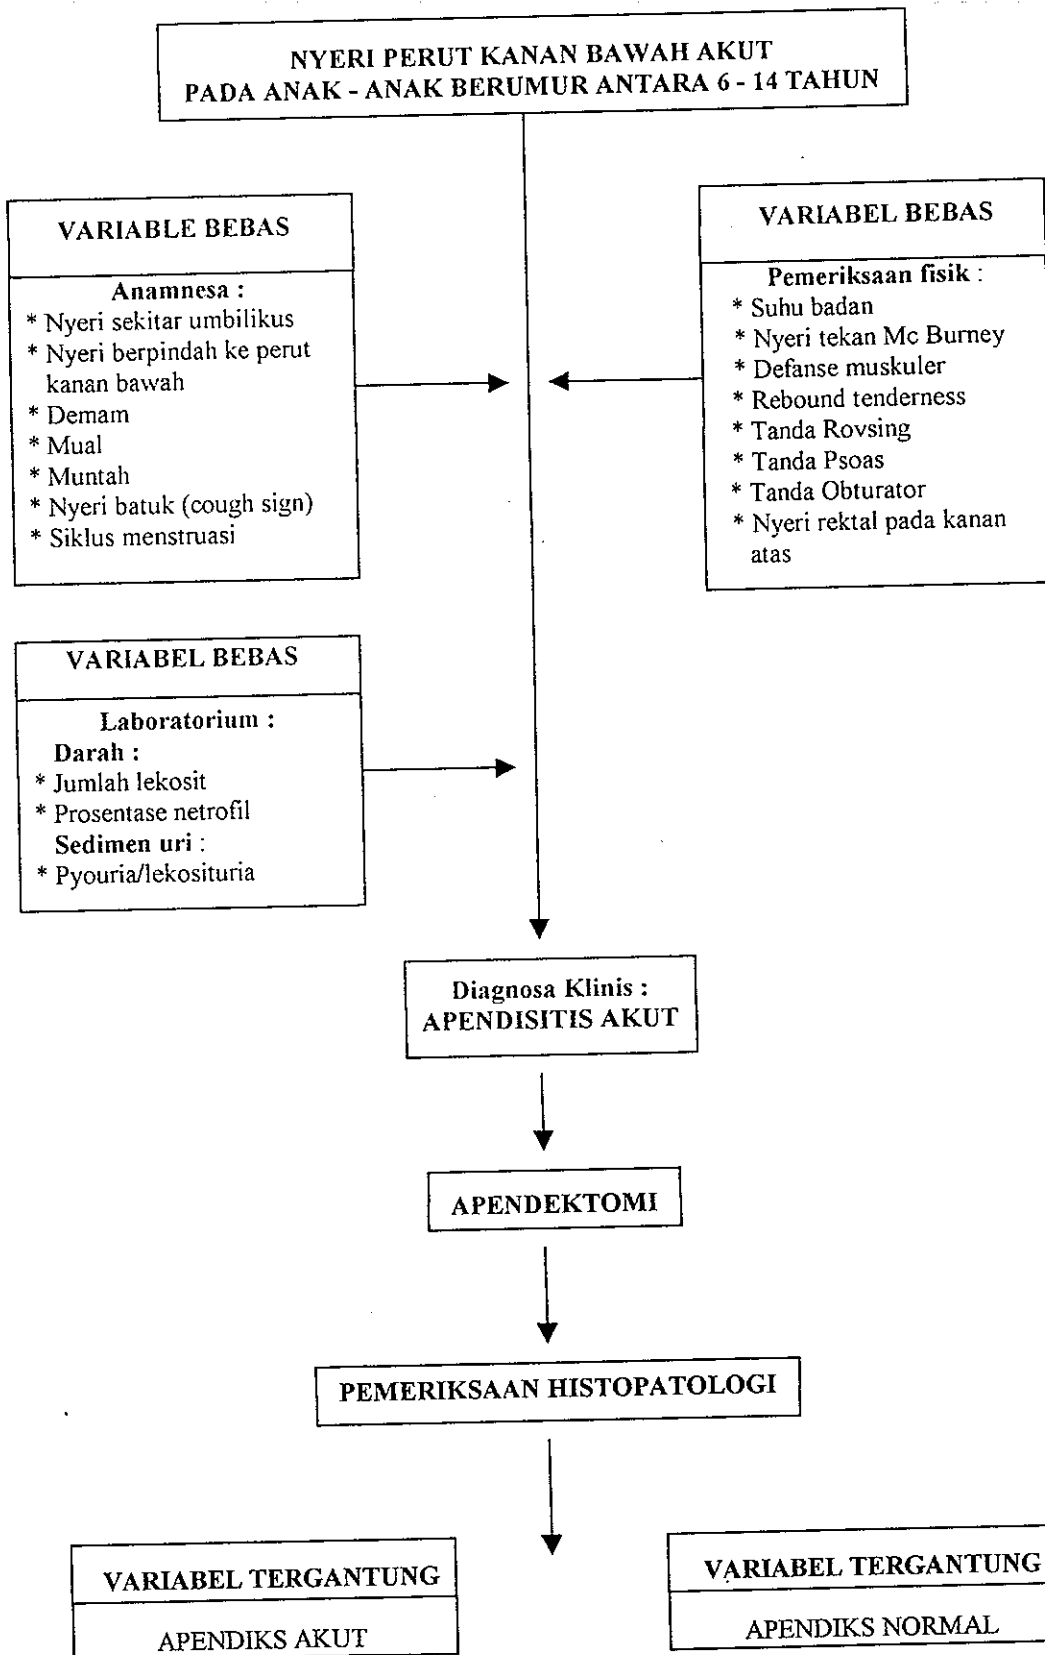 NYERI PERUT KANAN BAWAH AKUT
PADA ANAK - ANAK BERUMUR ANTARA 6 - 14 TAHUN
VARIABLE BEBAS
Anamnesa :
* Nyeri sekitar umbilikus
* Nyeri berpindah ke perut
kanan bawah
* Demam
* Mual
* Muntah
* Nyeri batuk (cough sign)
* Siklus menstruasi
VARIABEL BEBAS
Pemeriksaan fisik :
* Suhu badan
* Nyeri tekan Mc Burney
* Defanse muskuler
* Rebound tenderness
* Tanda Rovsing
* Tanda Psoas
* Tanda Obturator
* Nyeri rektal pada kanan
atas
VARIABEL BEBAS
Laboratorium :
Darah :
* Jumlah lekosit
* Prosentase netrofil
Sedimen uri :
* Pyouria/lekosituria
Diagnosa Klinis :
APENDISITIS AKUT
APENDEKTOMI
PEMERIKSAAN HISTOPATOLOGI
VARIABEL TERGANTUNG
APENDIKS AKUT
VARIABEL TERGANTUNG
APENDIKS NORMAL